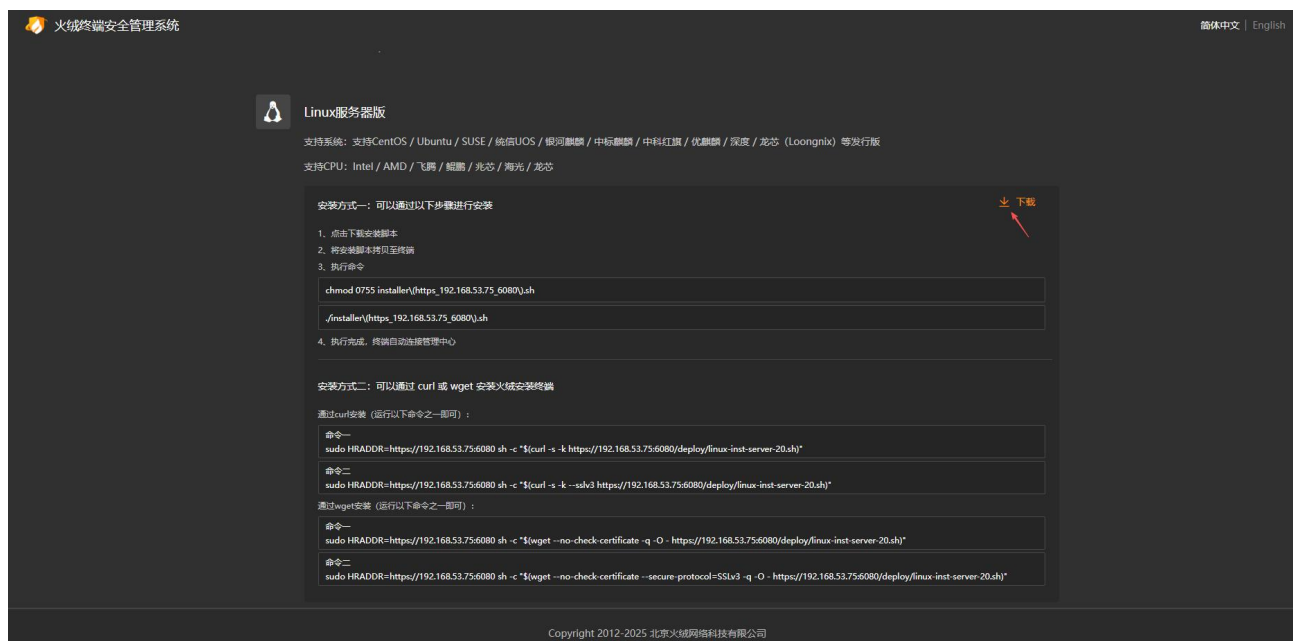 火绒终端安全管理系统
简体中文 | English
Linux服务器版
支持系统：支持CentOS / Ubuntu / SUSE / 统信UOS / 银河麒麟 / 中标麒麟 / 中科红旗 / 优麒麟 / 深度 / 龙芯（Loongnix）等发行版
支持CPU：Intel / AMD / 飞腾 / 鲲鹏 / 兆芯 / 海光 / 龙芯
安装方式一：可以通过以下步骤进行安装
下载
1、点击下载安装脚本
2、将安装脚本拷贝至终端
3、执行命令
chmod 0755 installer\(https_192.168.53.75_6080\).sh
./installer\(https_192.168.53.75_6080\).sh
4、执行完成，终端自动连接管理中心
安装方式二：可以通过 curl 或 wget 安装火绒安装终端
通过curl安装（运行以下命令之一即可）：
命令一
sudo HRADDR=https://192.168.53.75:6080 sh -c "$(curl -s -k https://192.168.53.75:6080/deploy/linux-inst-server-20.sh)"
命令二
sudo HRADDR=https://192.168.53.75:6080 sh -c "$(curl -s -k --sslv3 https://192.168.53.75:6080/deploy/linux-inst-server-20.sh)"
通过wget安装（运行以下命令之一即可）：
命令一
sudo HRADDR=https://192.168.53.75:6080 sh -c "$(wget --no-check-certificate -q -O - https://192.168.53.75:6080/deploy/linux-inst-server-20.sh)"
命令二
sudo HRADDR=https://192.168.53.75:6080 sh -c "$(wget --no-check-certificate --secure-protocol=SSLv3 -q -O - https://192.168.53.75:6080/deploy/linux-inst-server-20.sh)"
Copyright 2012-2025 北京火绒网络科技有限公司